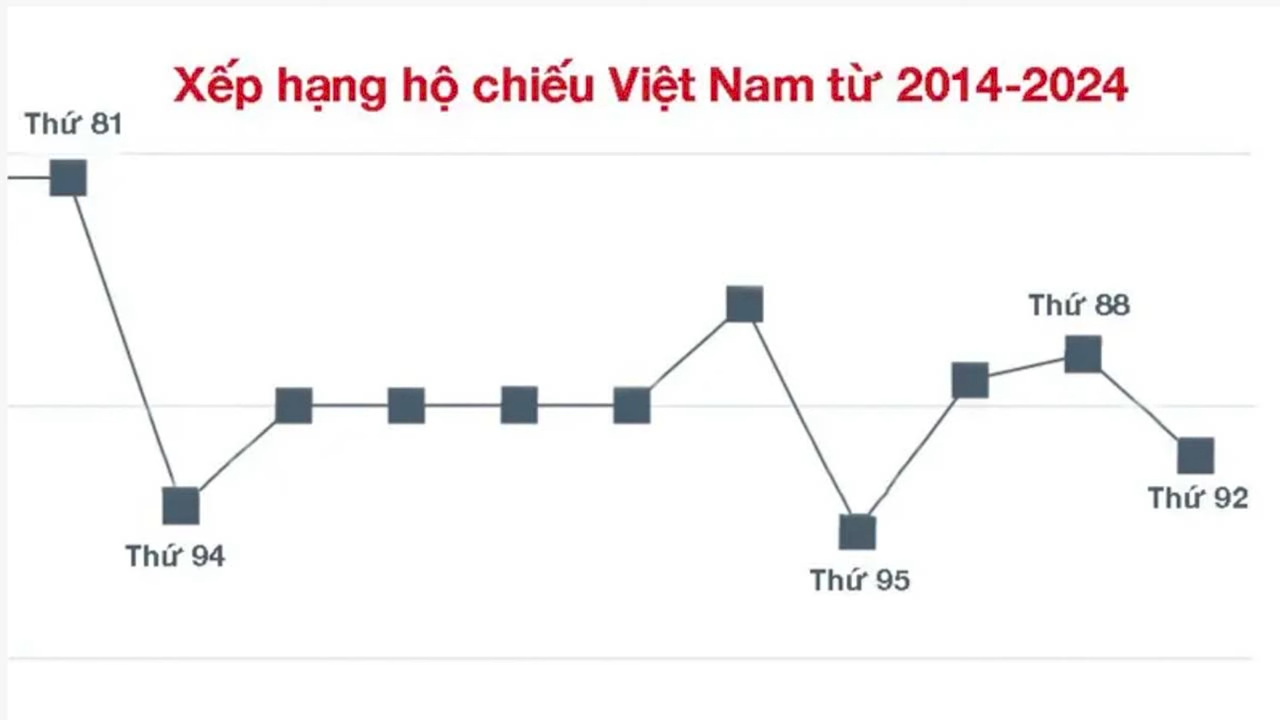 Xếp hạng hộ chiếu Việt Nam từ 2014-2024
Thứ 81
Thứ 88
Thứ 92
Thứ 94
Thứ 95